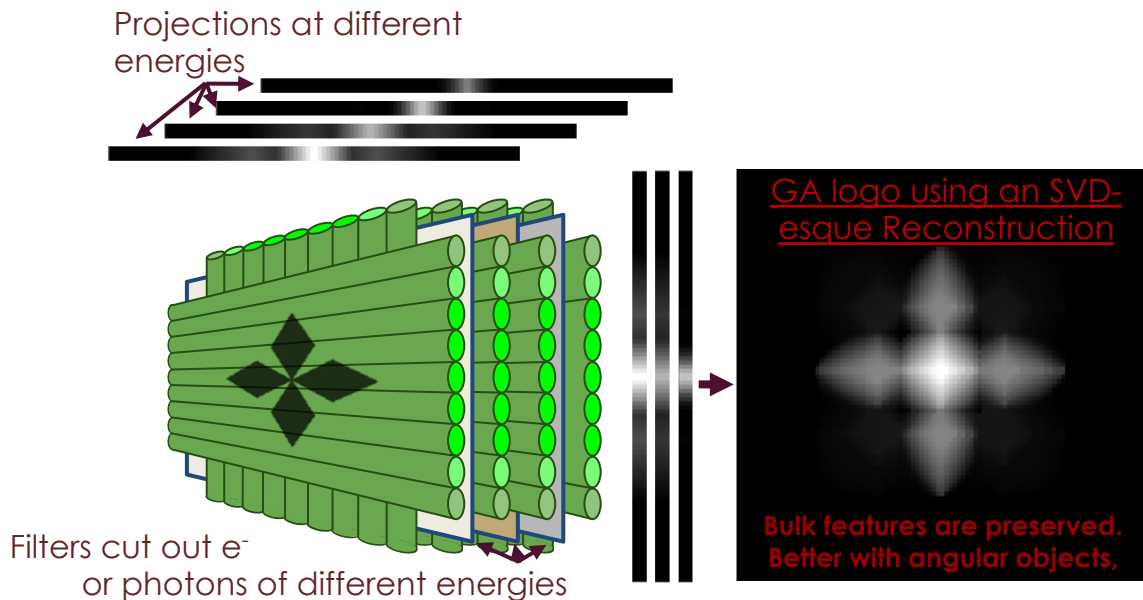 Projections at different
energies
GA logo using an SVD-
esque Reconstruction
Bulk features are preserved.
Better with angular objects,
Filters cut out e-
or photons of different energies